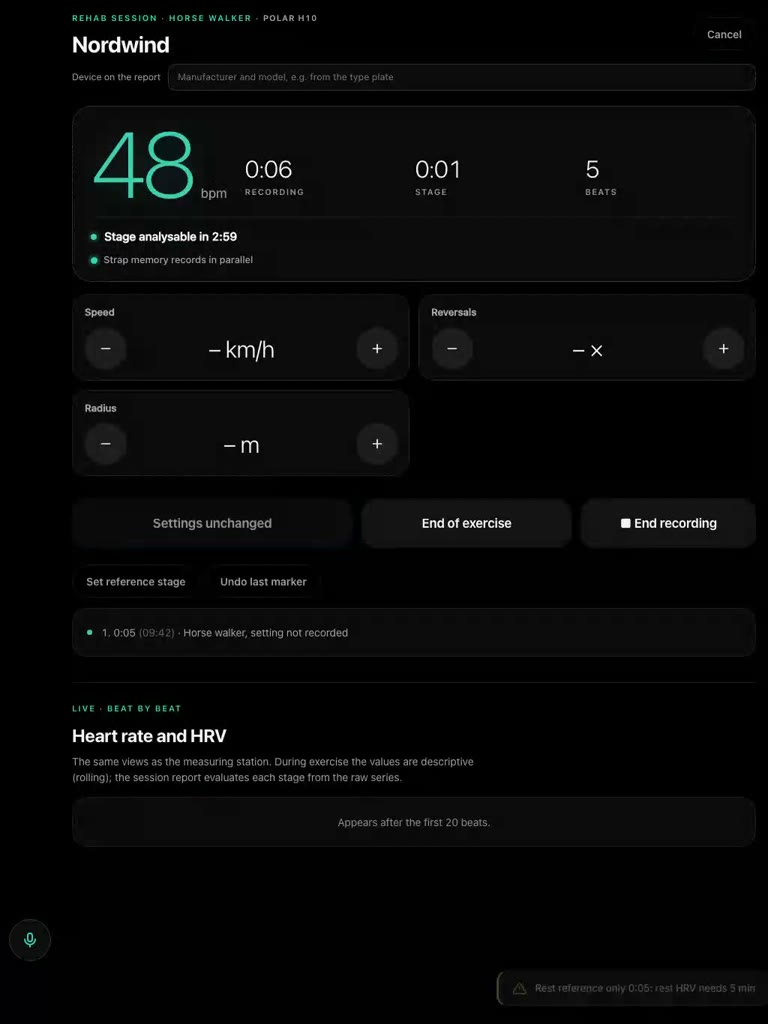 REHAB SESSION · HORSE WALKER · POLAR H10
Nordwind
Cancel
Device on the report
Manufacturer and model, e.g. from the type plate
48 bpm
0:06
RECORDING
0:01
STAGE
5
BEATS
Stage analysable in 2:59
Strap memory records in parallel
Speed
− – km/h +
Reversals
− – × +
Radius
− – m +
Settings unchanged
End of exercise
End recording
Set reference stage
Undo last marker
1. 0:05 (09:42) · Horse walker, setting not recorded
LIVE · BEAT BY BEAT
Heart rate and HRV
The same views as the measuring station. During exercise the values are descriptive
(rolling); the session report evaluates each stage from the raw series.
Appears after the first 20 beats.
Rest reference only 0:05: rest HRV needs 5 min